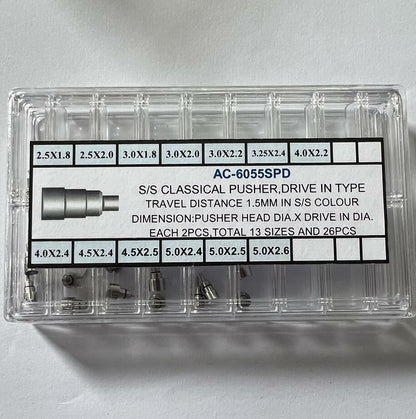 2.5X1.8 2.5X2.0 3.0X1.8 3.0X2.0 3.0X2.2 3.25X2.4 4.0X2.2
AC-6055SPD
S/S CLASSICAL PUSHER,DRIVE IN TYPE
TRAVEL DISTANCE 1.5MM IN S/S COLOUR
DIMENSION:PUSHER HEAD DIA.X DRIVE IN DIA.
EACH 2PCS,TOTAL 13 SIZES AND 26PCS
4.0X2.4 4.5X2.4 4.5X2.5 5.0X2.4 5.0X2.5 5.0X2.6